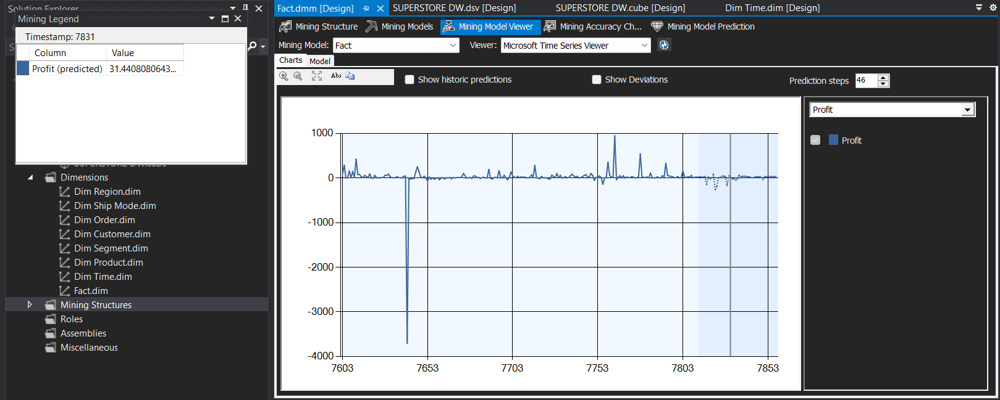 Solution Explorer
Mining Legend
Timestamp: 7831
Column Value
Profit (predicted) 31.4408080643...
SUPERSTORE DW.cube
Dimensions
Dim Region.dim
Dim Ship Mode.dim
Dim Order.dim
Dim Customer.dim
Dim Segment.dim
Dim Product.dim
Dim Time.dim
Fact.dim
Mining Structures
Roles
Assemblies
Miscellaneous
Fact.dmm [Design] SUPERSTORE DW.dsv [Design] SUPERSTORE DW.cube [Design] Dim Time.dim [Design]
Mining Structure Mining Models Mining Model Viewer Mining Accuracy Ch... Mining Model Prediction
Mining Model: Fact Viewer: Microsoft Time Series Viewer
Charts Model
Abs Show historic predictions Show Deviations Prediction steps 46
Profit
Profit
1000
0
-1000
-2000
-3000
-4000
7603 7653 7703 7753 7803 7853